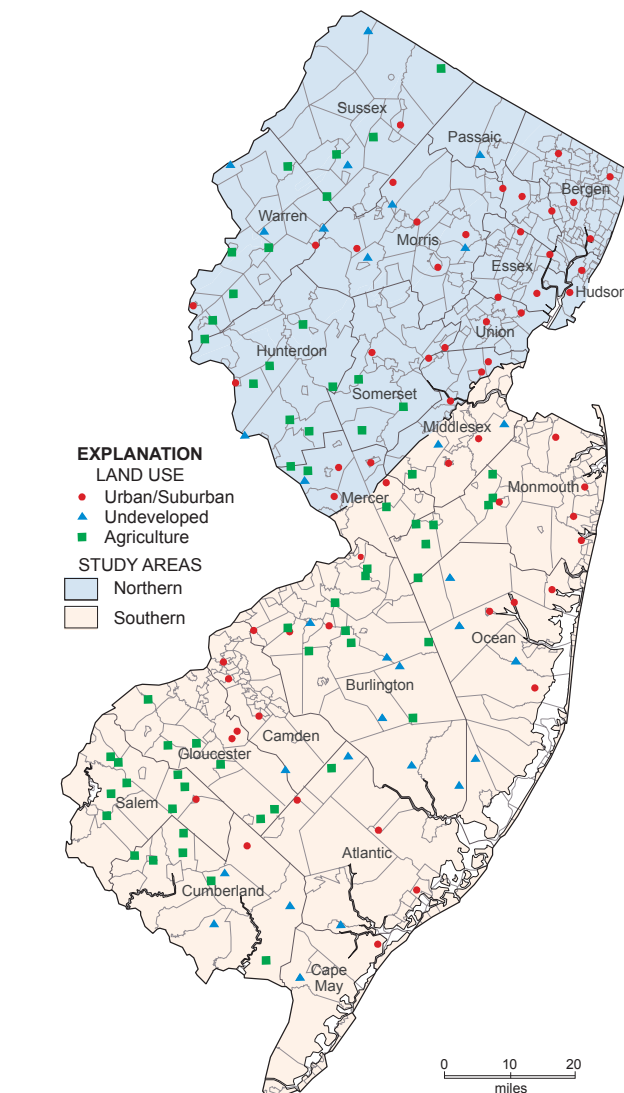 Sussex
Passaic
Bergen
Warren
Morris
Essex
Hudson
Union
Hunterdon
Somerset
Middlesex
EXPLANATION
LAND USE
Urban/Suburban
Undeveloped
Agriculture
STUDY AREAS
Northern
Southern
Mercer
Monmouth
Ocean
Burlington
Camden
Gloucester
Salem
Atlantic
Cumberland
Cape
May
0 10 20
miles